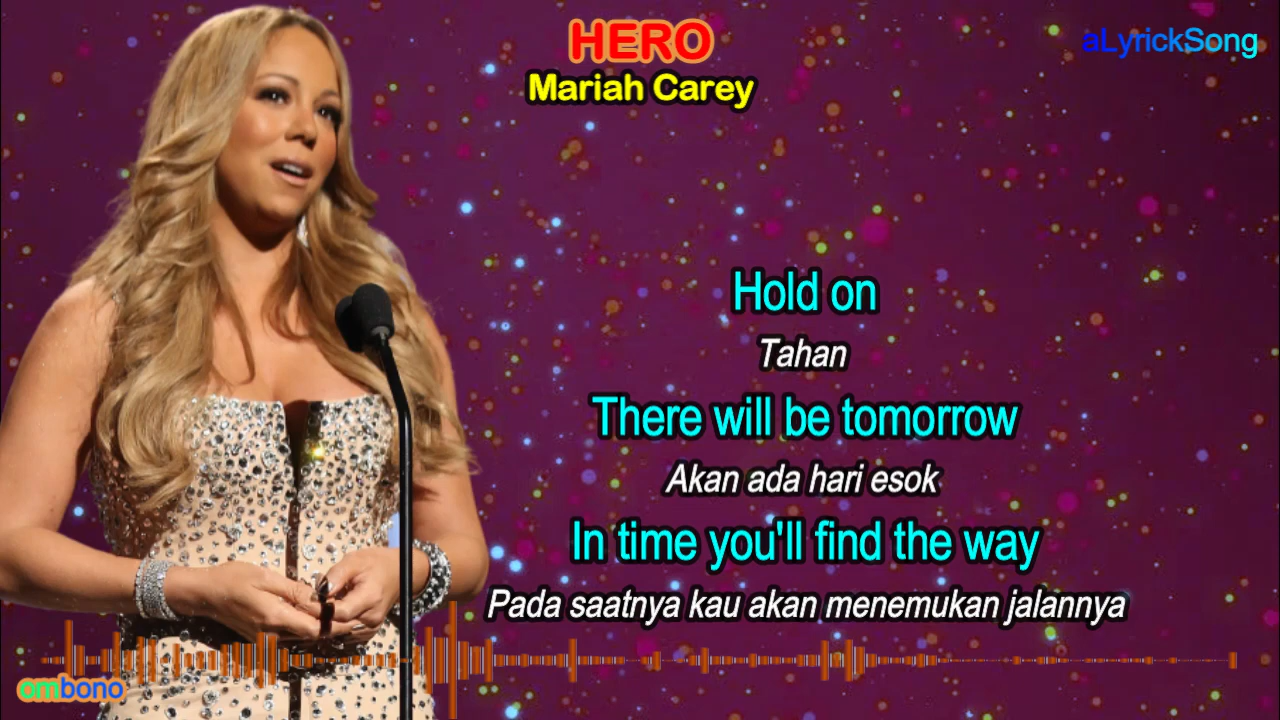 HERO
Mariah Carey
aLyrickSong
Hold on
Tahan
There will be tomorrow
Akan ada hari esok
In time you'll find the way
Pada saatnya kau akan menemukan jalannya
ombono